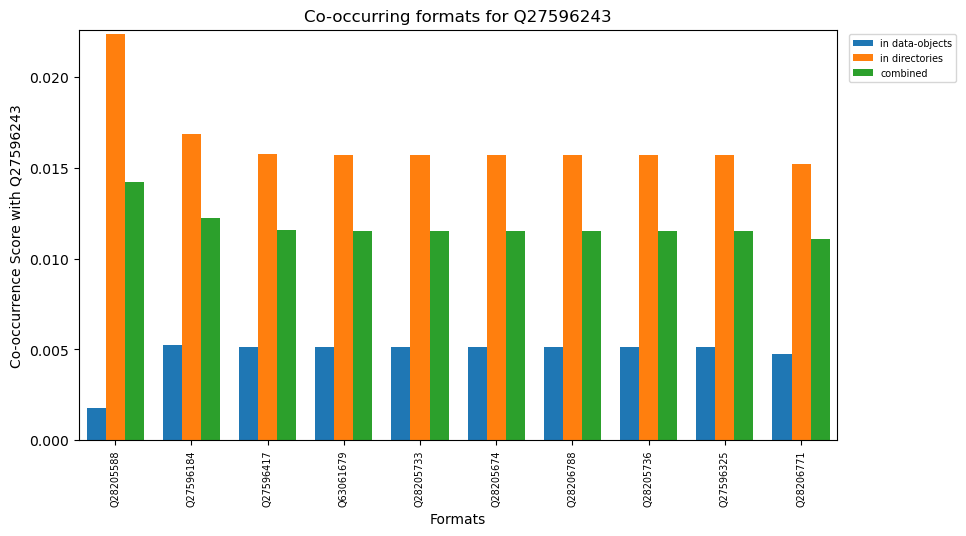 Co-occurring formats for Q27596243
in data-objects
in directories
combined
Co-occurrence Score with Q27596243
0.020
0.015
0.010
0.005
0.000
Q28205588
Q27596184
Q27596417
Q63061679
Q28205733
Q28205674
Q28206788
Q28205736
Q27596325
Q28206771
Formats